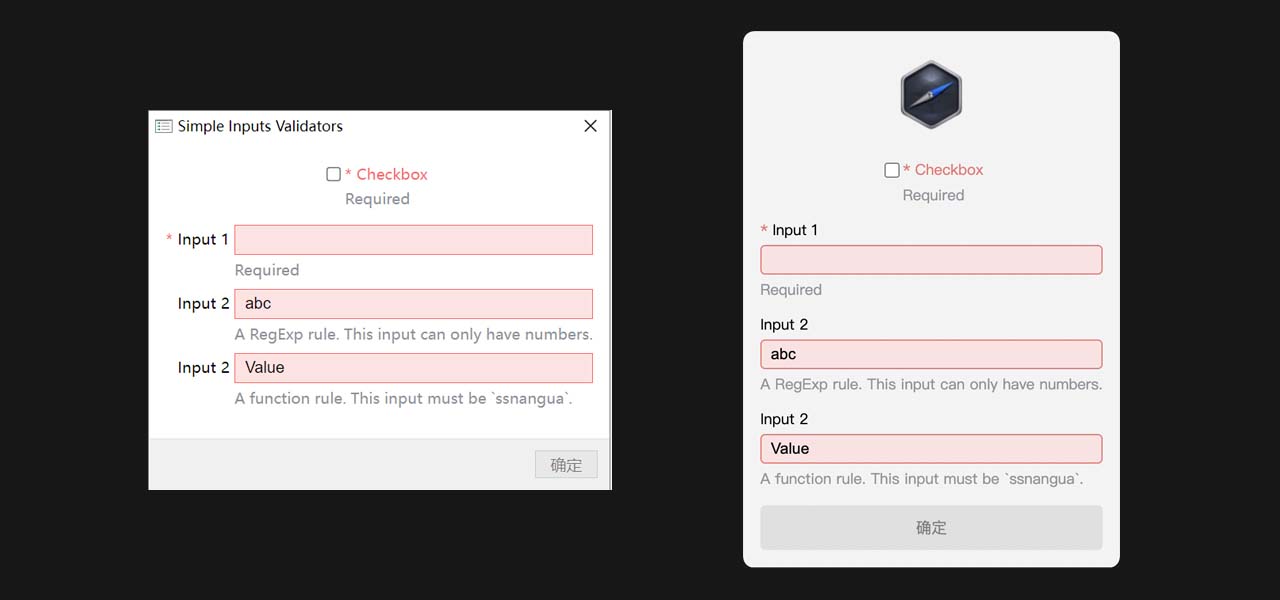 Simple Inputs Validators
* Checkbox
Required
* Input 1
Required
Input 2
abc
A RegExp rule. This input can only have numbers.
Input 2
Value
A function rule. This input must be `ssnangua`.
确定
* Checkbox
Required
* Input 1
Required
Input 2
abc
A RegExp rule. This input can only have numbers.
Input 2
Value
A function rule. This input must be `ssnangua`.
确定